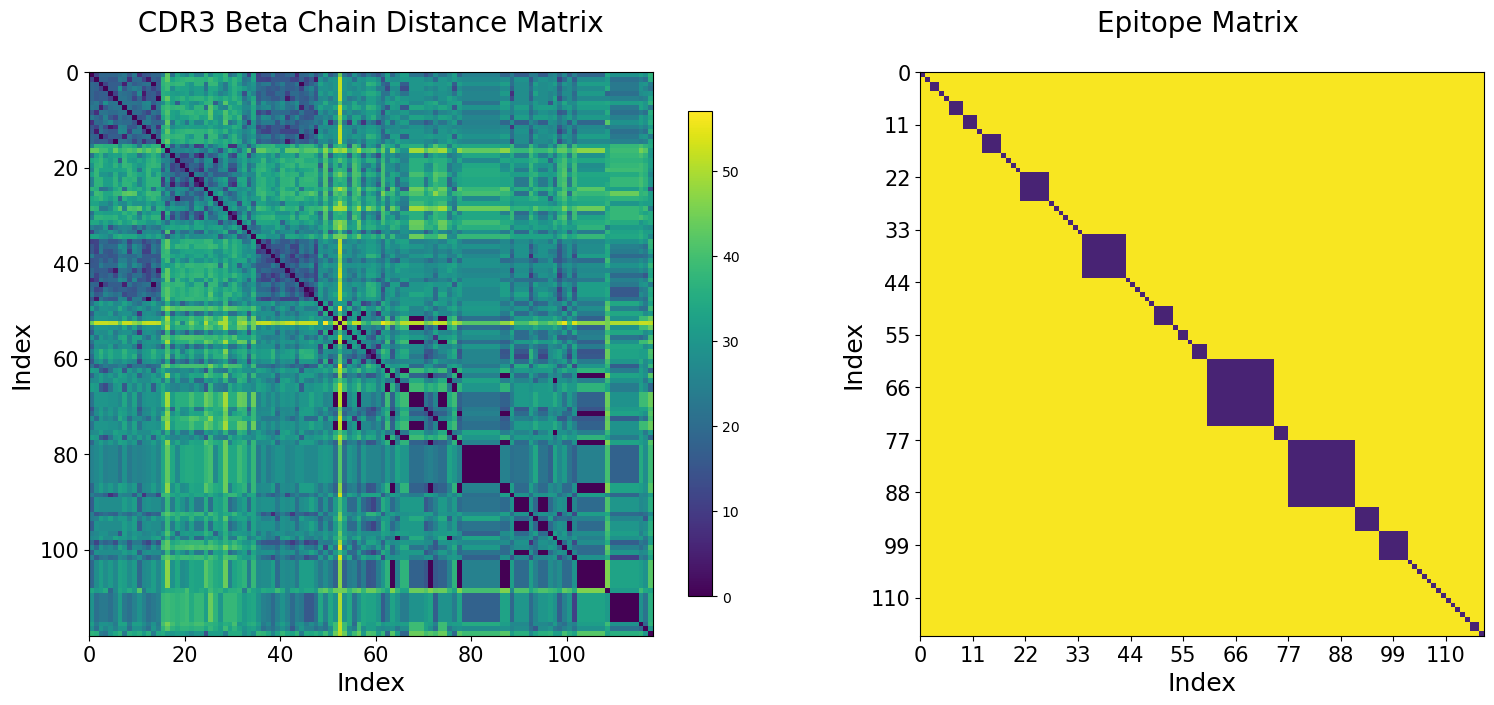 CDR3 Beta Chain Distance Matrix
Index
0
20
40
60
80
100
0 20 40 60 80 100
Index
50
40
30
20
10
0
Epitope Matrix
Index
0
11
22
33
44
55
66
77
88
99
110
0 11 22 33 44 55 66 77 88 99 110
Index